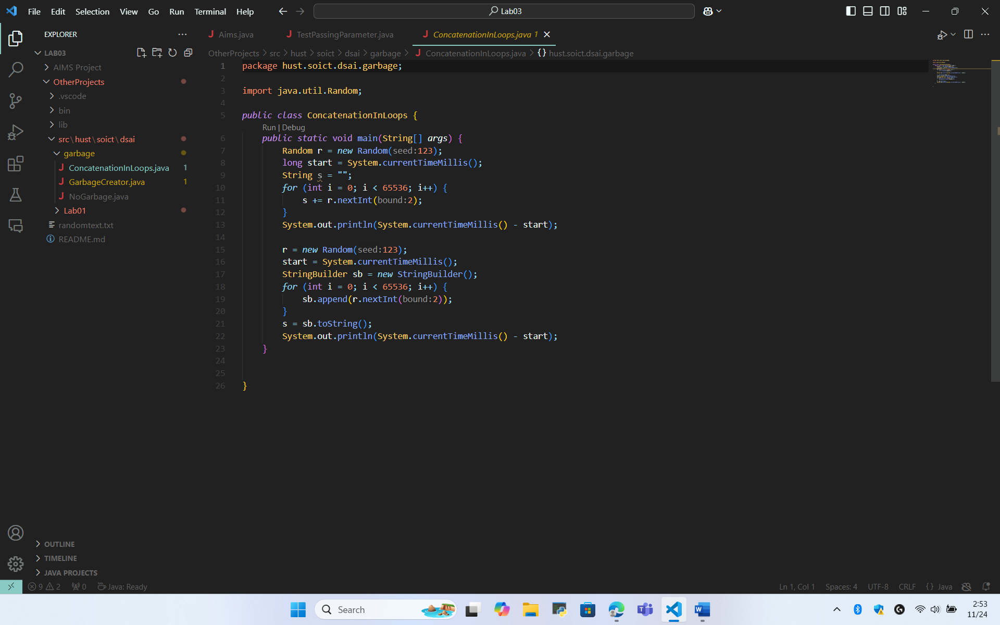 File Edit Selection View Go Run Terminal Help
Lab03
EXPLORER
LAB03
AIMS Project
OtherProjects
.vscode
bin
lib
src\hust\soict\dsai
garbage
ConcatenationInLoops.java 1
GarbageCreator.java 1
NoGarbage.java
Lab01
randomtext.txt
README.md
OUTLINE
TIMELINE
JAVA PROJECTS
Aims.java TestPassingParameter.java ConcatenationInLoops.java 1
OtherProjects > src > hust > soict > dsai > garbage > ConcatenationInLoops.java > {} hust.soict.dsai.garbage
1 package hust.soict.dsai.garbage;
2
3 import java.util.Random;
4
5 public class ConcatenationInLoops {
Run | Debug
6 public static void main(String[] args) {
7 Random r = new Random(seed:123);
8 long start = System.currentTimeMillis();
9 String s = "";
10 for (int i = 0; i < 65536; i++) {
11 s += r.nextInt(bound:2);
12 }
13 System.out.println(System.currentTimeMillis() - start);
14
15 r = new Random(seed:123);
16 start = System.currentTimeMillis();
17 StringBuilder sb = new StringBuilder();
18 for (int i = 0; i < 65536; i++) {
19 sb.append(r.nextInt(bound:2));
20 }
21 s = sb.toString();
22 System.out.println(System.currentTimeMillis() - start);
23 }
24
25
26 }
9 2 0 Java: Ready
Ln 1, Col 1 Spaces: 4 UTF-8 CRLF {} Java
Search
2:53
11/24